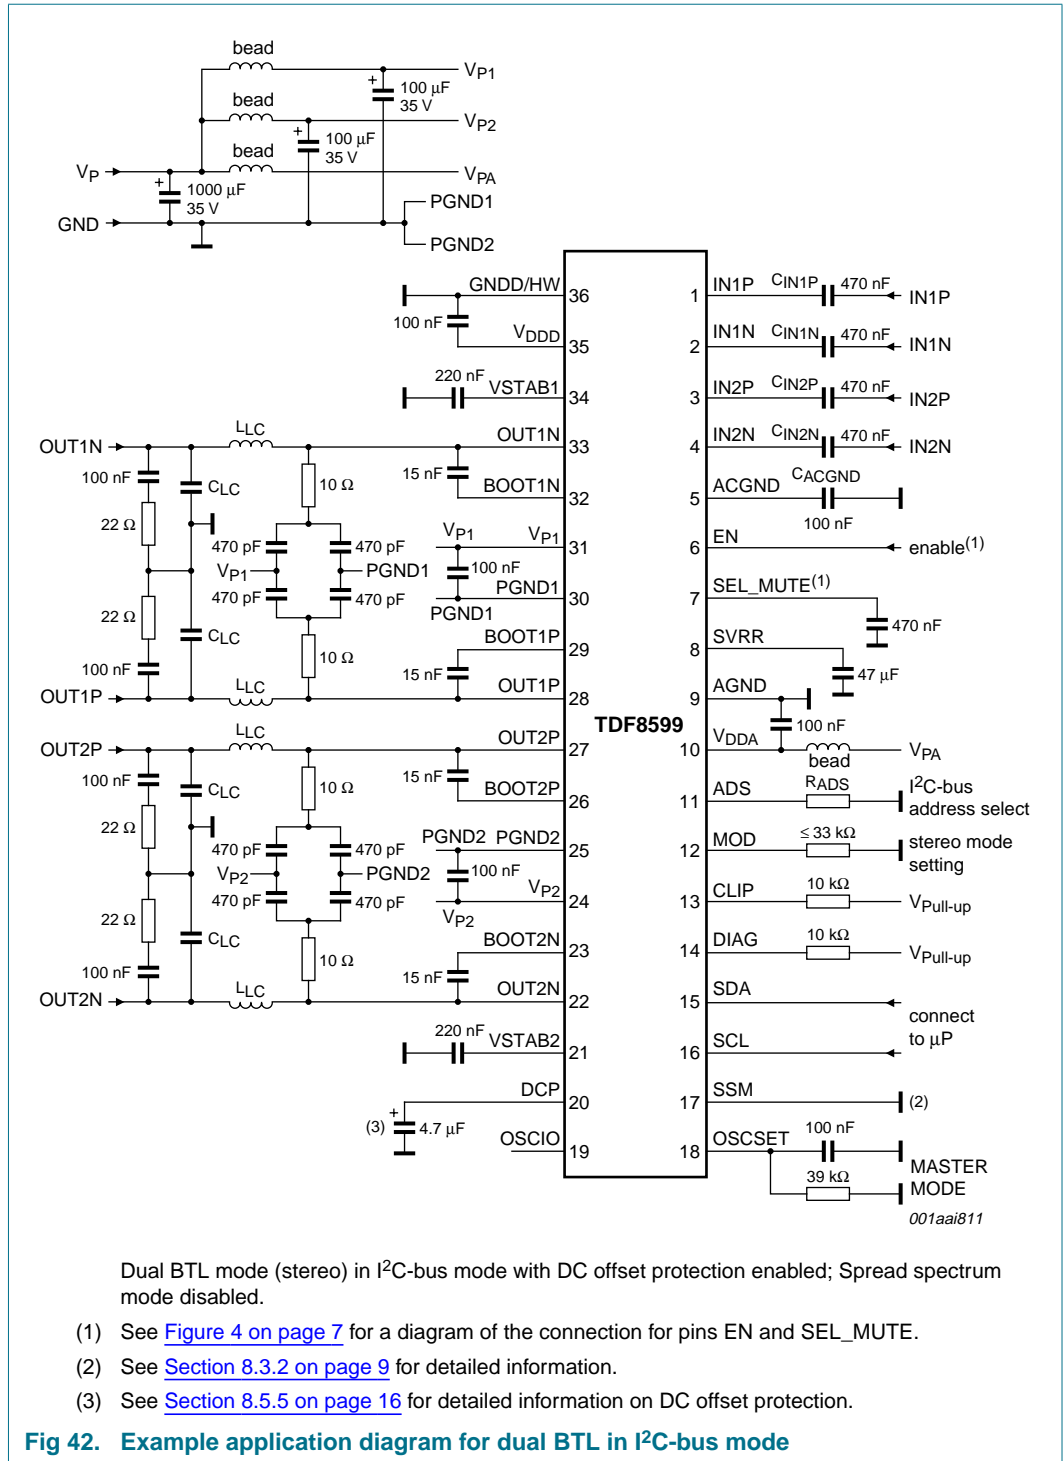 bead
VP1
+
100 μF
35 V
bead
VP2
+
100 μF
35 V
bead
VP
VPA
+
1000 μF
35 V
PGND1
GND
PGND2
GNDD/HW
36
100 nF
VDDD
35
220 nF
VSTAB1
34
OUT1N
LLC
OUT1N
33
100 nF
CLC
10 Ω
15 nF
BOOT1N
32
22 Ω
470 pF
470 pF
VP1
VP1
31
VP1
PGND1
100 nF
470 pF
470 pF
PGND1
30
PGND1
22 Ω
CLC
BOOT1P
29
100 nF
10 Ω
15 nF
OUT1P
LLC
OUT1P
28
OUT2P
LLC
OUT2P
27
100 nF
CLC
10 Ω
15 nF
BOOT2P
26
22 Ω
470 pF
470 pF
PGND2
PGND2
25
VP2
PGND2
100 nF
470 pF
470 pF
VP2
24
VP2
22 Ω
CLC
BOOT2N
23
100 nF
10 Ω
15 nF
OUT2N
LLC
OUT2N
22
220 nF
VSTAB2
21
DCP
20
(3)
+
4.7 μF
OSCIO
19
TDF8599
1
IN1P
CIN1P
470 nF
IN1P
2
IN1N
CIN1N
470 nF
IN1N
3
IN2P
CIN2P
470 nF
IN2P
4
IN2N
CIN2N
470 nF
IN2N
5
ACGND
CACGND
100 nF
6
EN
enable(1)
7
SEL_MUTE(1)
470 nF
8
SVRR
47 μF
9
AGND
100 nF
10
VDDA
bead
VPA
11
ADS
RADS
I2C-bus
address select
12
MOD
≤ 33 kΩ
stereo mode
setting
13
CLIP
10 kΩ
VPull-up
14
DIAG
10 kΩ
VPull-up
15
SDA
connect
to μP
16
SCL
17
SSM
(2)
18
OSCSET
100 nF
39 kΩ
MASTER
MODE
001aai811
Dual BTL mode (stereo) in I2C-bus mode with DC offset protection enabled; Spread spectrum
mode disabled.
(1) See Figure 4 on page 7 for a diagram of the connection for pins EN and SEL_MUTE.
(2) See Section 8.3.2 on page 9 for detailed information.
(3) See Section 8.5.5 on page 16 for detailed information on DC offset protection.
Fig 42. Example application diagram for dual BTL in I2C-bus mode